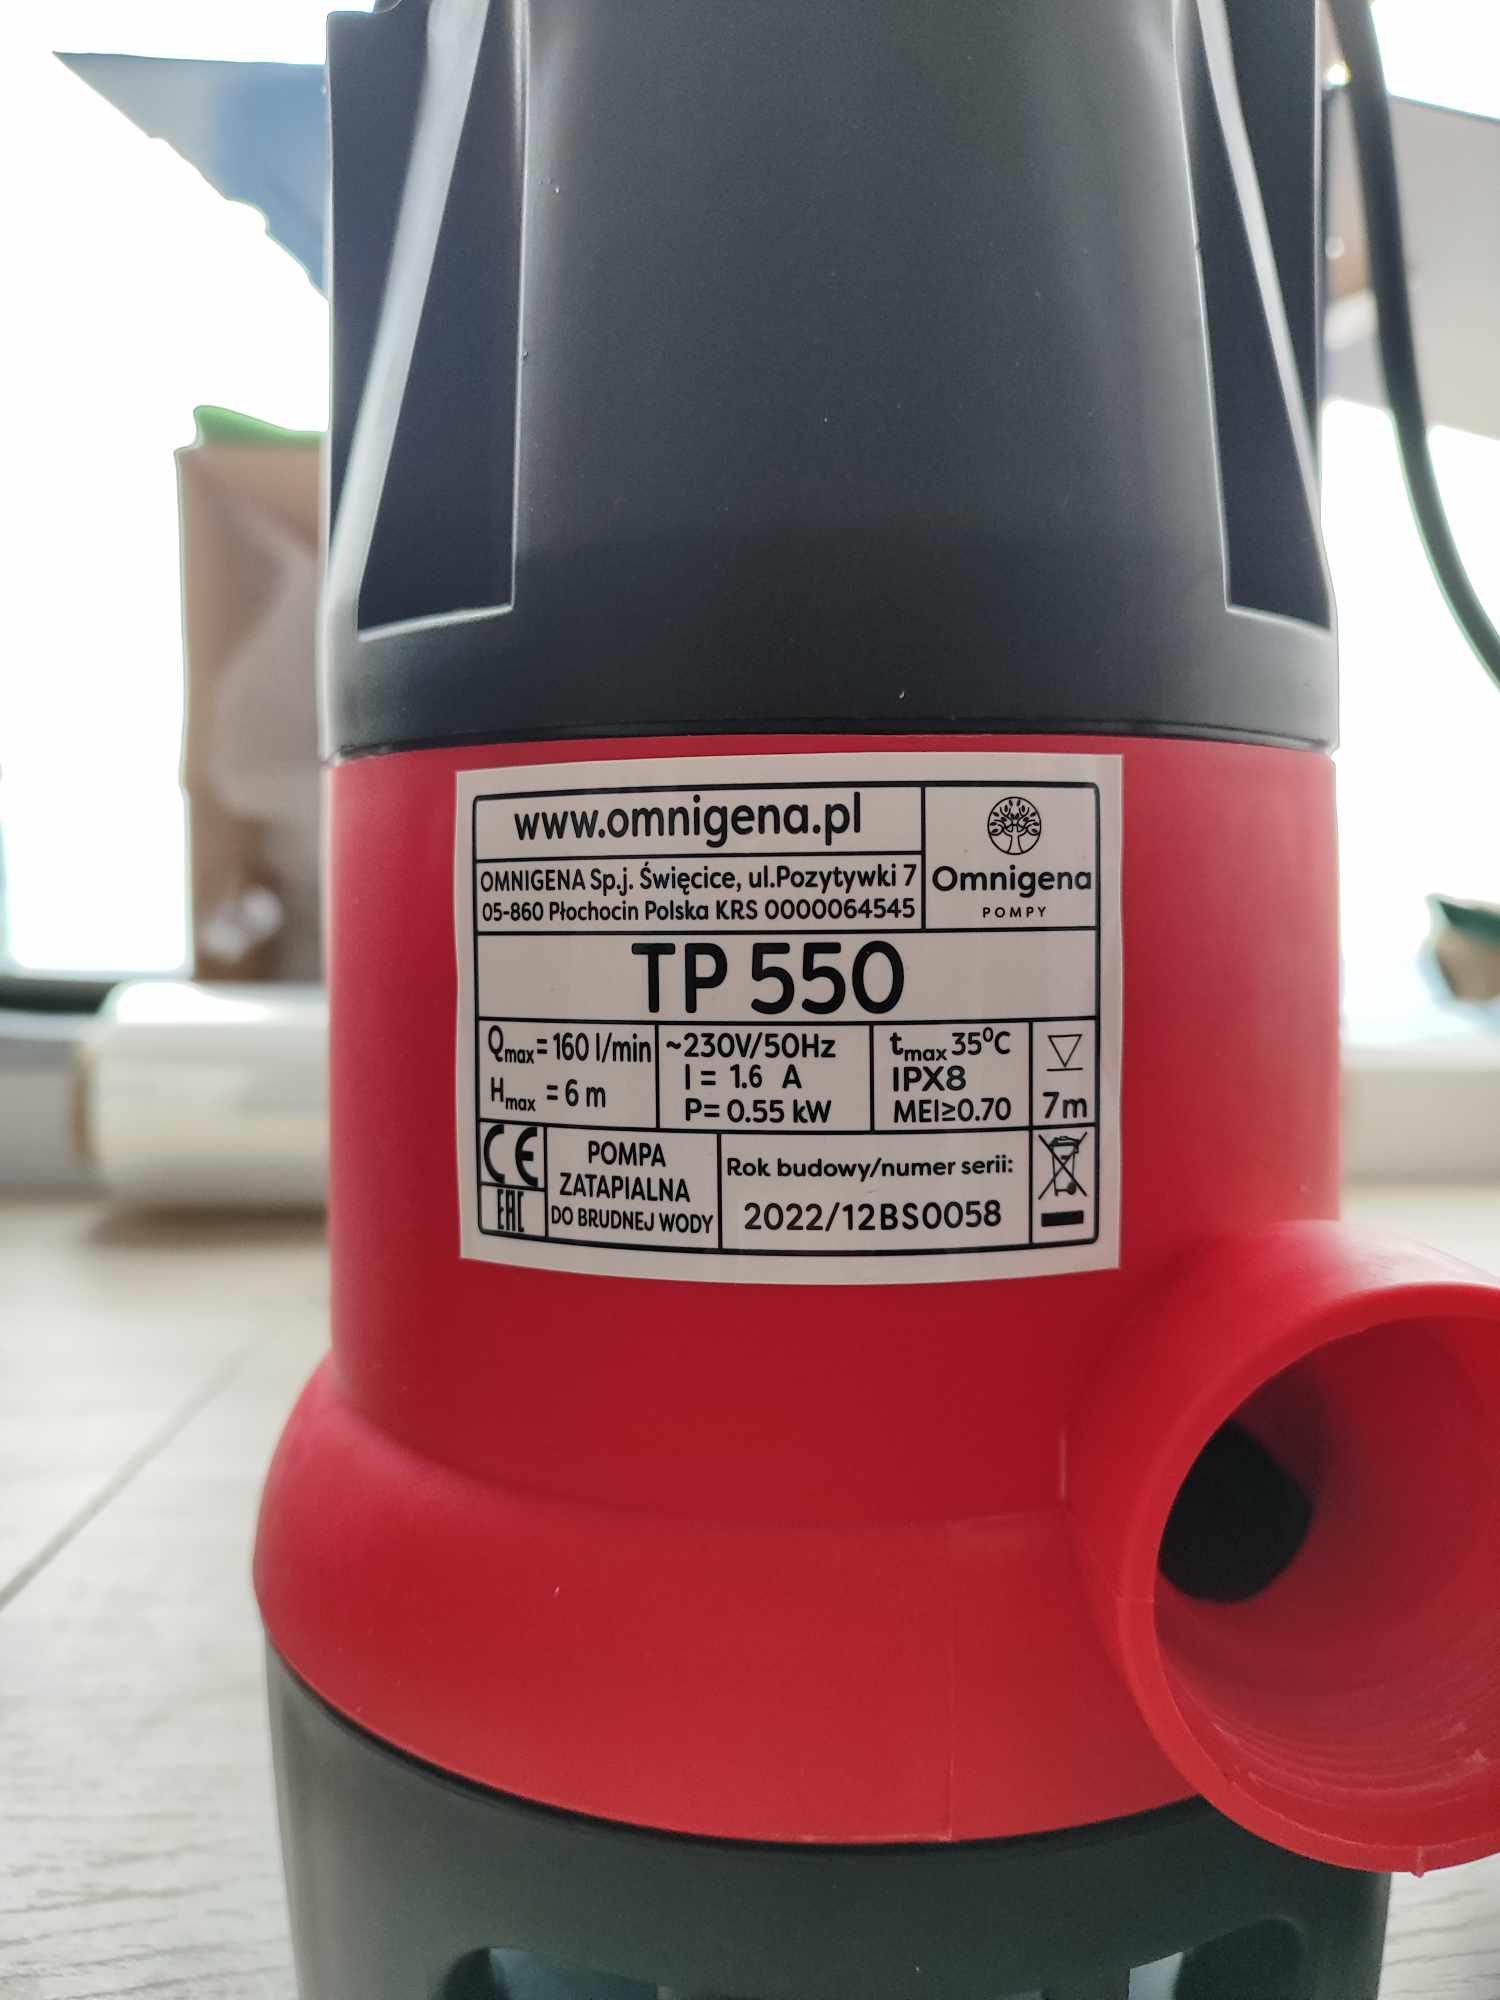 www.omnigena.pl
OMNIGENA Sp.j. Święcice, ul.Pozytywki 7
05-860 Płochocin Polska KRS 0000064545
Omnigena
POMPY
TP 550
Qmax= 160 l/min
Hmax = 6 m
~230V/50Hz
I = 1.6 A
P= 0.55 kW
tmax 35⁰C
IPX8
MEI≥0.70
7m
CE
EAC
POMPA
ZATAPIALNA
DO BRUDNEJ WODY
Rok budowy/numer serii:
2022/12BS0058